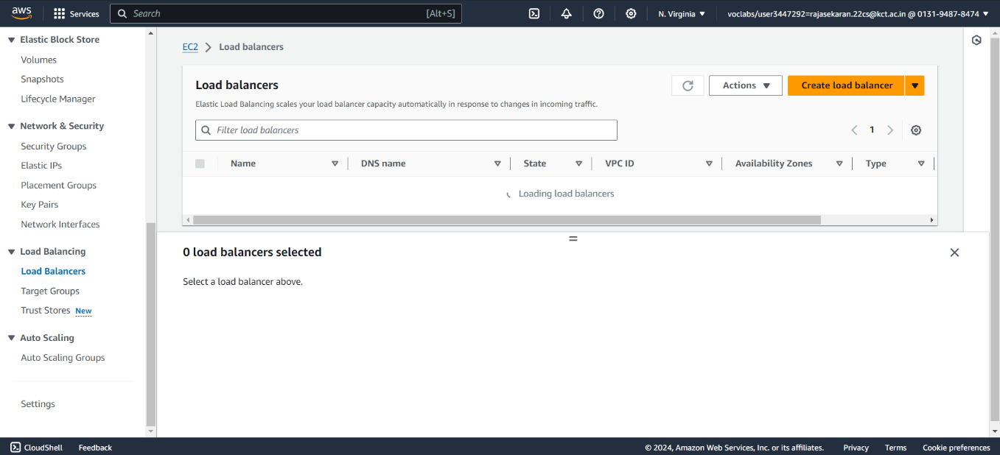 aws Services Search [Alt+S] N. Virginia voclabs/user3447292=rajasekaran.22cs@kct.ac.in @ 0131-9487-8474
Elastic Block Store
Volumes
Snapshots
Lifecycle Manager
Network & Security
Security Groups
Elastic IPs
Placement Groups
Key Pairs
Network Interfaces
Load Balancing
Load Balancers
Target Groups
Trust Stores New
Auto Scaling
Auto Scaling Groups
Settings
EC2 Load balancers
Load balancers
Actions Create load balancer
Elastic Load Balancing scales your load balancer capacity automatically in response to changes in incoming traffic.
Filter load balancers 1
Name DNS name State VPC ID Availability Zones Type
Loading load balancers
0 load balancers selected
Select a load balancer above.
CloudShell Feedback © 2024, Amazon Web Services, Inc. or its affiliates. Privacy Terms Cookie preferences